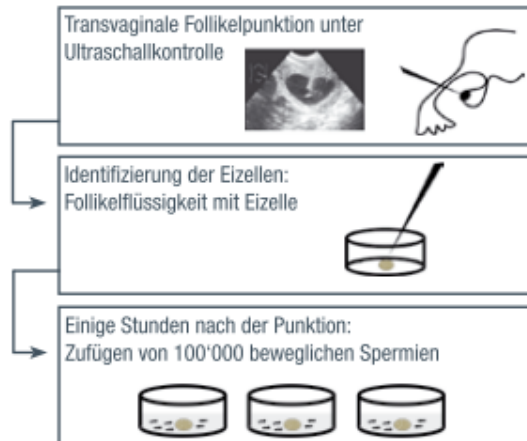 Transvaginale Follikelpunktion unter
Ultraschallkontrolle
Identifizierung der Eizellen:
Follikelflüssigkeit mit Eizelle
Einige Stunden nach der Punktion:
Zufügen von 100‘000 beweglichen Spermien